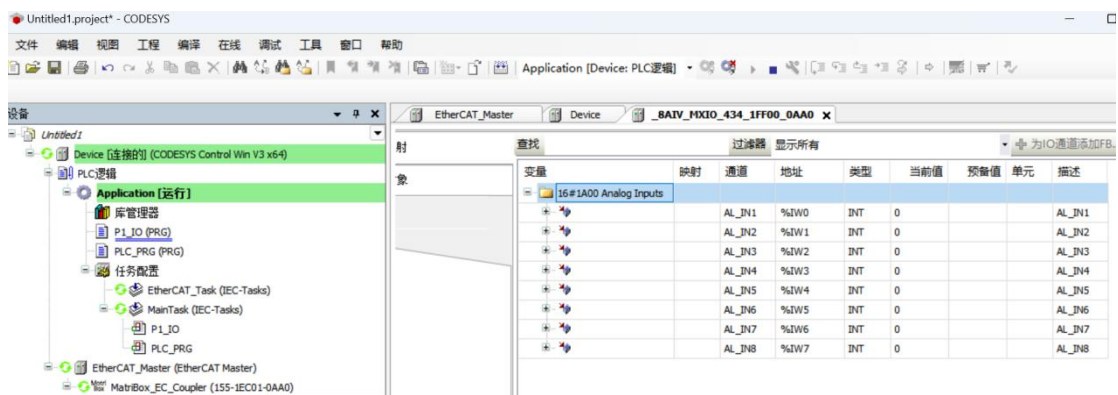 Untitled1.project* - CODESYS
文件 编辑 视图 工程 编译 在线 调试 工具 窗口 帮助
Application [Device: PLC逻辑]
设备
EtherCAT_Master Device _8AIV_MXIO_434_1FF00_0AA0
Untitled1
Device [连接的] (CODESYS Control Win V3 x64)
PLC逻辑
Application [运行]
库管理器
P1_IO (PRG)
PLC_PRG (PRG)
任务配置
EtherCAT_Task (IEC-Tasks)
MainTask (IEC-Tasks)
P1_IO
PLC_PRG
EtherCAT_Master (EtherCAT Master)
MatriBox_EC_Coupler (155-1EC01-0AA0)
射
象
查找 过滤器 显示所有 为IO通道添加FB.
变量 映射 通道 地址 类型 当前值 预备值 单元 描述
16#1A00 Analog Inputs
AL_IN1 %IW0 INT 0 AL_IN1
AL_IN2 %IW1 INT 0 AL_IN2
AL_IN3 %IW2 INT 0 AL_IN3
AL_IN4 %IW3 INT 0 AL_IN4
AL_IN5 %IW4 INT 0 AL_IN5
AL_IN6 %IW5 INT 0 AL_IN6
AL_IN7 %IW6 INT 0 AL_IN7
AL_IN8 %IW7 INT 0 AL_IN8